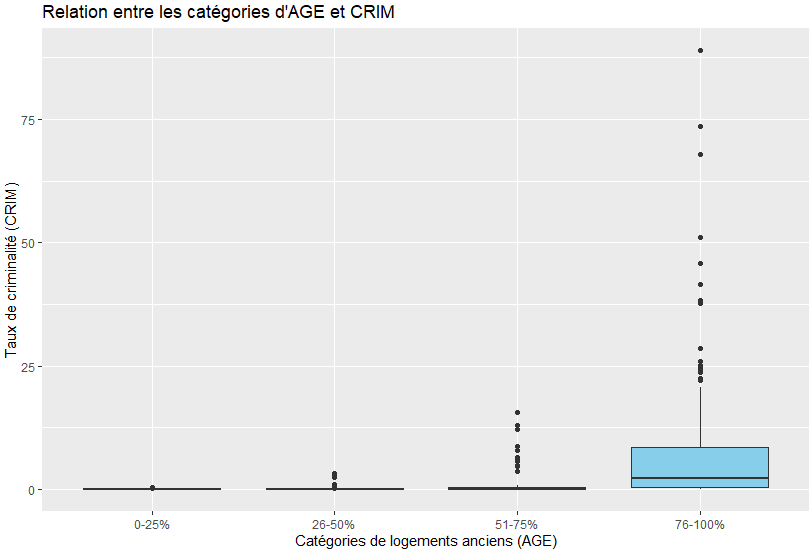 Relation entre les catégories d'AGE et CRIM
Taux de criminalité (CRIM)
75
50
25
0
0-25%
26-50%
51-75%
76-100%
Catégories de logements anciens (AGE)